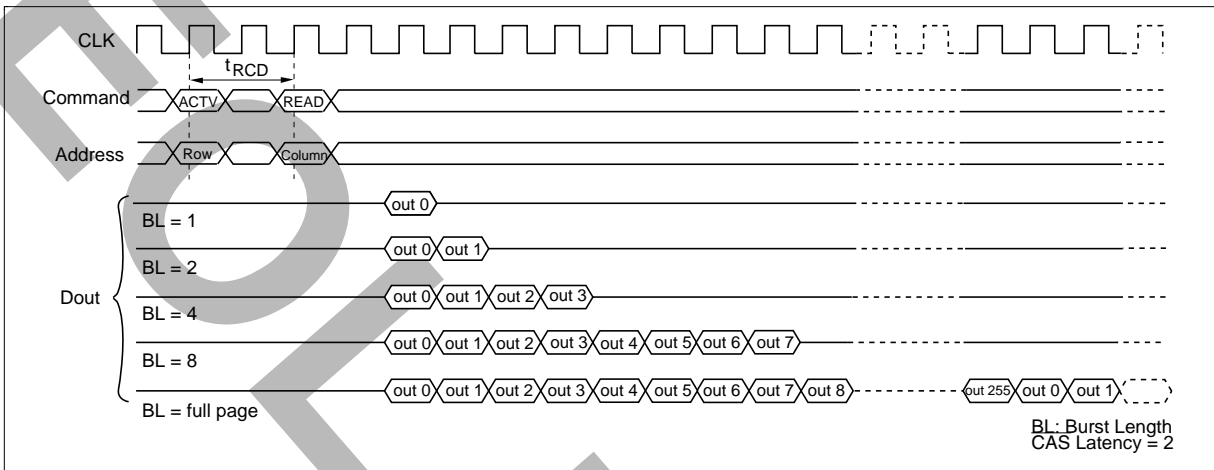 CLK
tRCD
Command ACTV READ
Address Row Column
Dout
out 0
BL = 1
out 0 out 1
BL = 2
out 0 out 1 out 2 out 3
BL = 4
out 0 out 1 out 2 out 3 out 4 out 5 out 6 out 7
BL = 8
out 0 out 1 out 2 out 3 out 4 out 5 out 6 out 7 out 8 out 255 out 0 out 1
BL = full page
BL: Burst Length
CAS Latency = 2